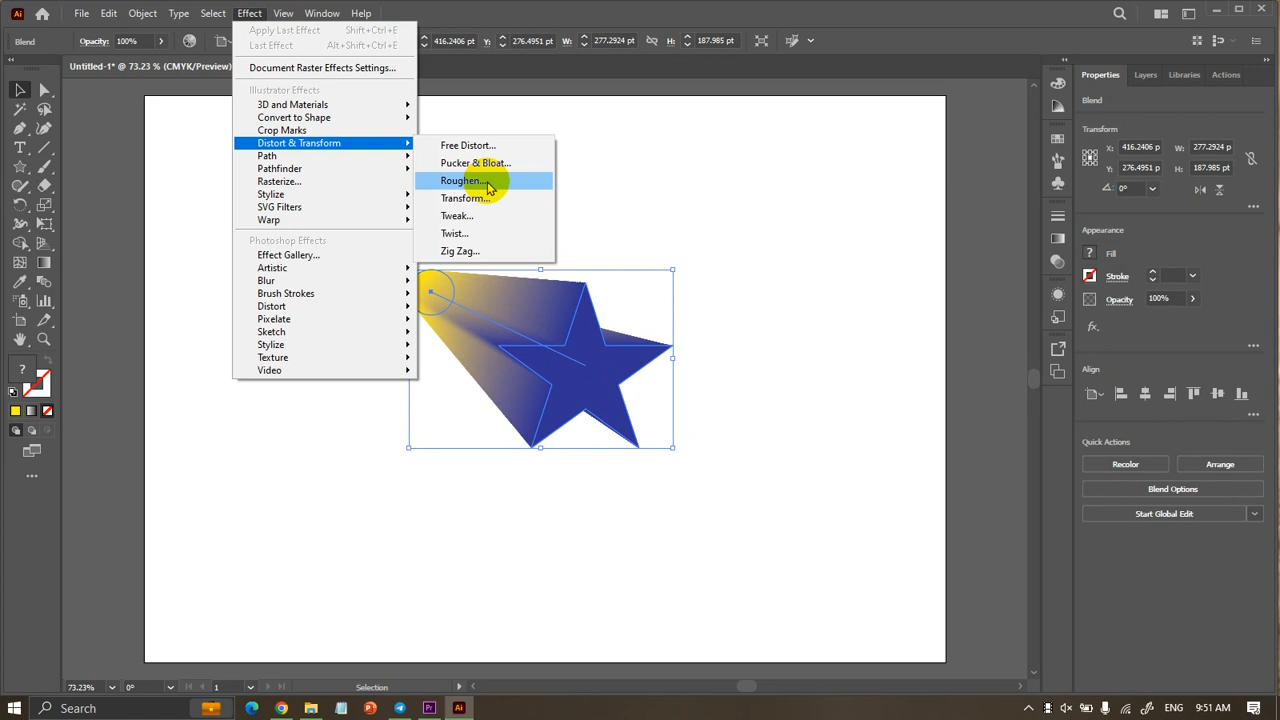 Ai File Edit Object Type Select Effect View Window Help
Blend Opacity: 100% X: 416.2406 pt Y: 276.4951 pt W: 277.2924 pt H: 187.985 pt
Untitled-1* @ 73.23 % (CMYK/Preview)
Apply Last Effect Shift+Ctrl+E
Last Effect Alt+Shift+Ctrl+E
Document Raster Effects Settings...
Illustrator Effects
3D and Materials
Convert to Shape
Crop Marks
Distort & Transform
Path
Pathfinder
Rasterize...
Stylize
SVG Filters
Warp
Photoshop Effects
Effect Gallery...
Artistic
Blur
Brush Strokes
Distort
Pixelate
Sketch
Stylize
Texture
Video
Free Distort...
Pucker & Bloat...
Roughen...
Transform...
Tweak...
Twist...
Zig Zag...
Properties Layers Libraries Actions
Blend
Transform
X: 416.2406 p W: 277.2924 p
Y: 276.4951 p H: 187.985 pt
0°
Appearance
? Fill
Stroke
Opacity 100%
fx.
Align
Quick Actions
Recolor Arrange
Blend Options
Start Global Edit
?
73.23% 0° 1 Selection
Search Pr Ai ENG 9:51 AM